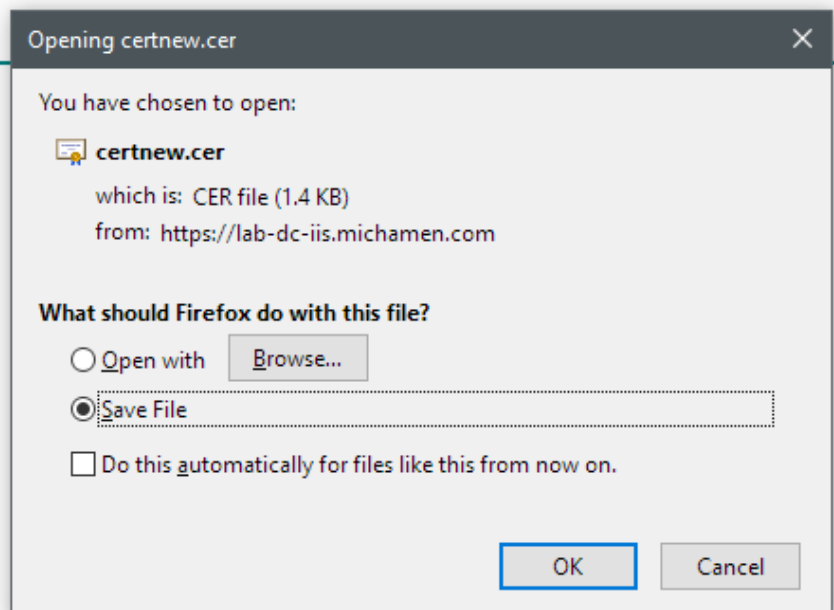 Opening certnew.cer
You have chosen to open:
certnew.cer
which is: CER file (1.4 KB)
from: https://lab-dc-iis.michamen.com
What should Firefox do with this file?
Open with Browse...
Save File
Do this automatically for files like this from now on.
OK Cancel